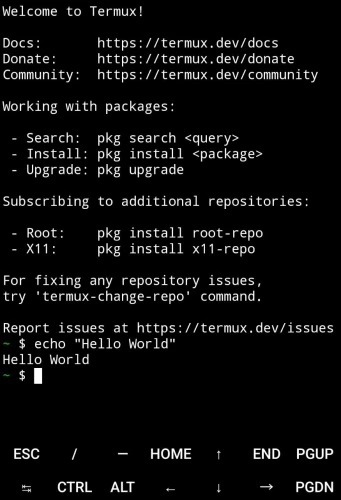 Welcome to Termux!
Docs: https://termux.dev/docs
Donate: https://termux.dev/donate
Community: https://termux.dev/community
Working with packages:
- Search: pkg search <query>
- Install: pkg install <package>
- Upgrade: pkg upgrade
Subscribing to additional repositories:
- Root: pkg install root-repo
- X11: pkg install x11-repo
For fixing any repository issues,
try 'termux-change-repo' command.
Report issues at https://termux.dev/issues
~ $ echo "Hello World"
Hello World
~ $
ESC / — HOME ↑ END PGUP
↹ CTRL ALT ← ↓ → PGDN